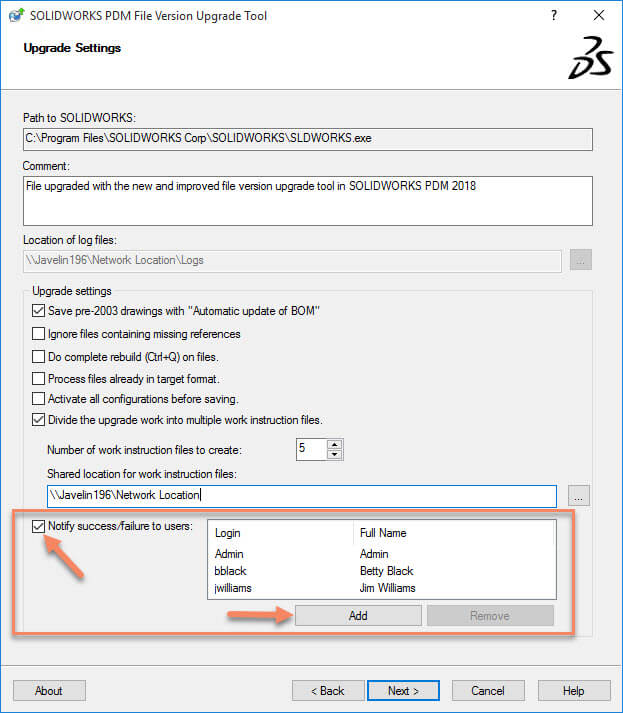 SOLIDWORKS PDM File Version Upgrade Tool
?
Upgrade Settings
Path to SOLIDWORKS:
C:\Program Files\SOLIDWORKS Corp\SOLIDWORKS\SLDWORKS.exe
Comment:
File upgraded with the new and improved file version upgrade tool in SOLIDWORKS PDM 2018
Location of log files:
\\Javelin196\Network Location\Logs
...
Upgrade settings
Save pre-2003 drawings with "Automatic update of BOM"
Ignore files containing missing references
Do complete rebuild (Ctrl+Q) on files.
Process files already in target format.
Activate all configurations before saving.
Divide the upgrade work into multiple work instruction files.
Number of work instruction files to create: 5
Shared location for work instruction files:
\\Javelin196\Network Location
...
Notify success/failure to users:
Login Full Name
Admin Admin
bblack Betty Black
jwilliams Jim Williams
Add Remove
About < Back Next > Cancel Help